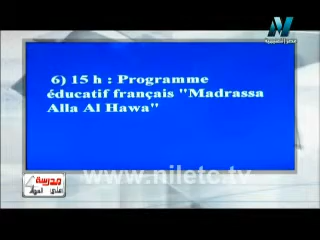 6) 15 h : Programme
éducatif français "Madrassa
Alla Al Hawa"
www.niletc.tv
مدرسة
على الهوا